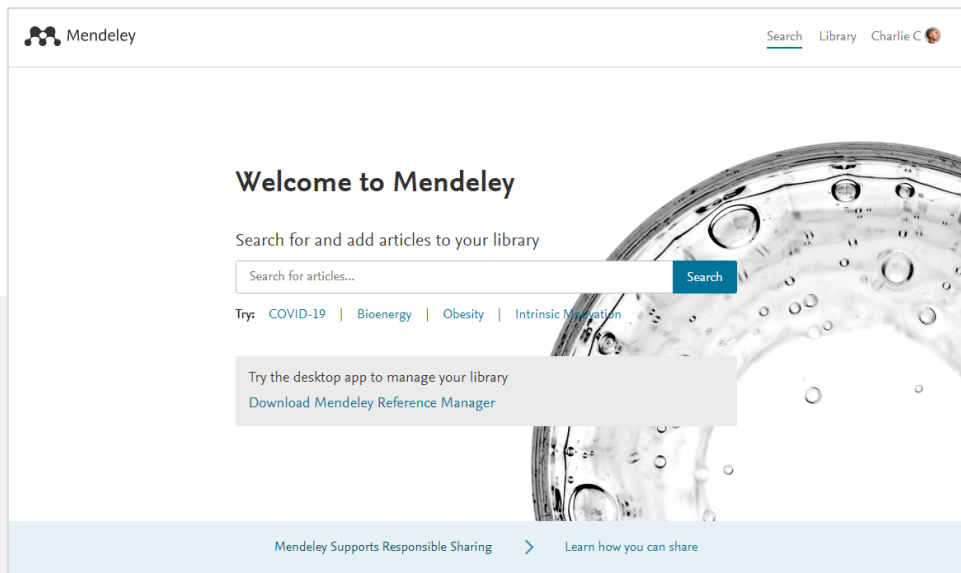 Mendeley
Search Library Charlie C
Welcome to Mendeley
Search for and add articles to your library
Search for articles... Search
Try: COVID-19 | Bioenergy | Obesity | Intrinsic Motivation
Try the desktop app to manage your library
Download Mendeley Reference Manager
Mendeley Supports Responsible Sharing > Learn how you can share